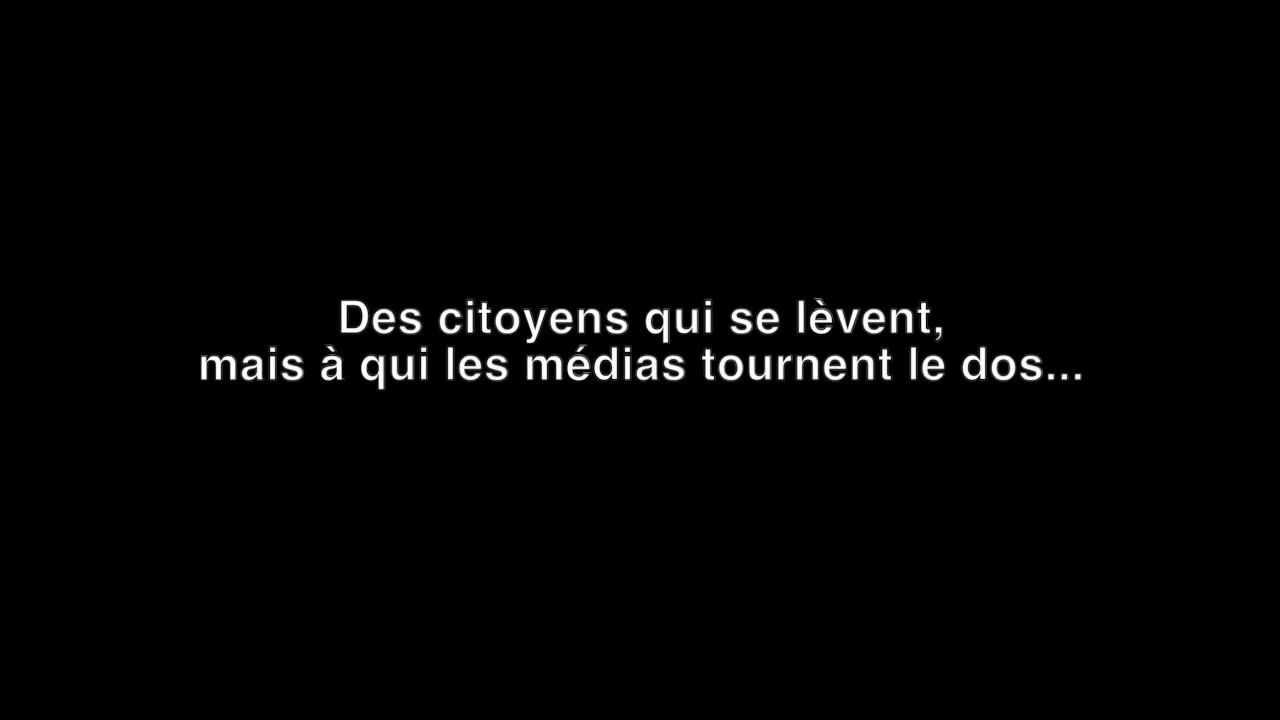 Des citoyens qui se lèvent,
mais à qui les médias tournent le dos...